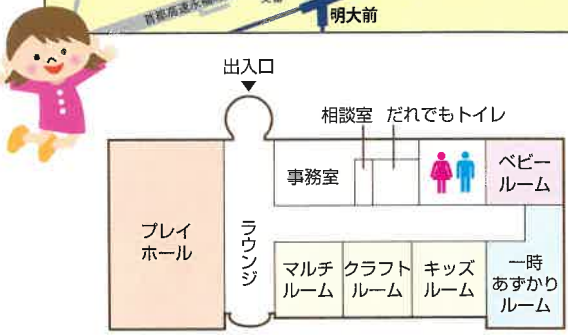 首都高速永福
明大前
出入口
相談室 だれでもトイレ
事務室
ベビー
ルーム
プレイ
ホール
ラウンジ
マルチ
ルーム
クラフト
ルーム
キッズ
ルーム
一時
あずかり
ルーム